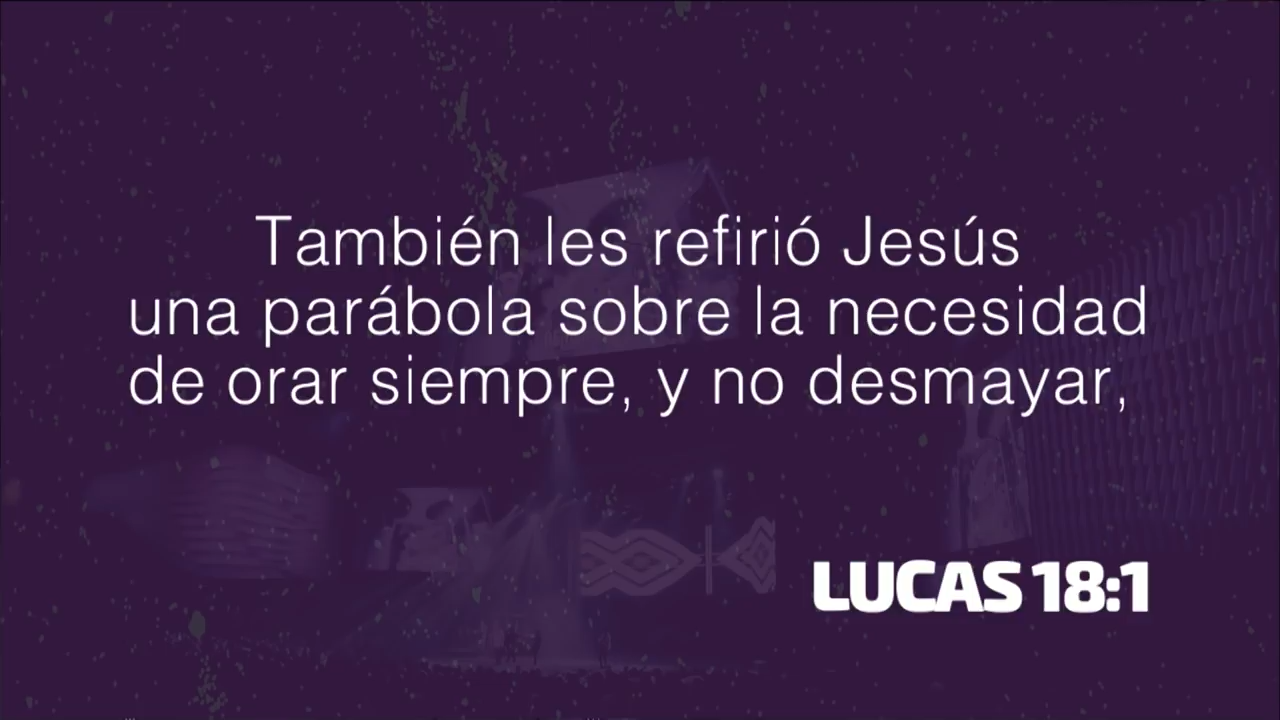 También les refirió Jesús
una parábola sobre la necesidad
de orar siempre, y no desmayar,
LUCAS 18:1